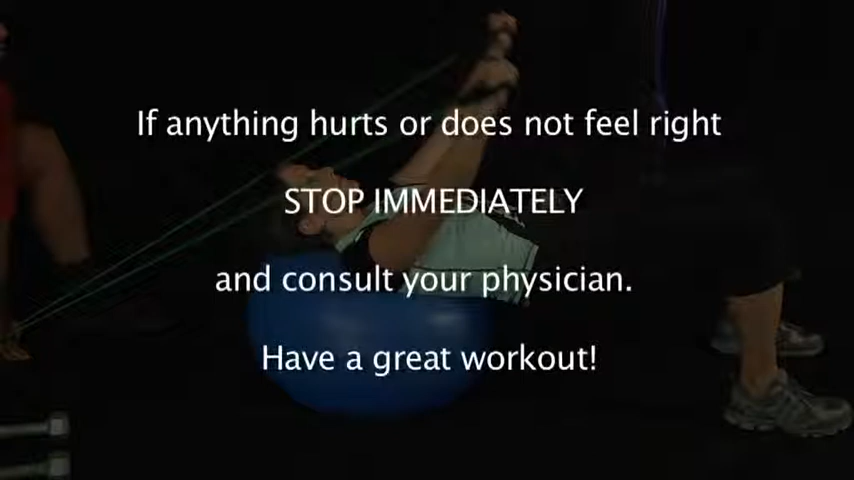 If anything hurts or does not feel right
STOP IMMEDIATELY
and consult your physician.
Have a great workout!